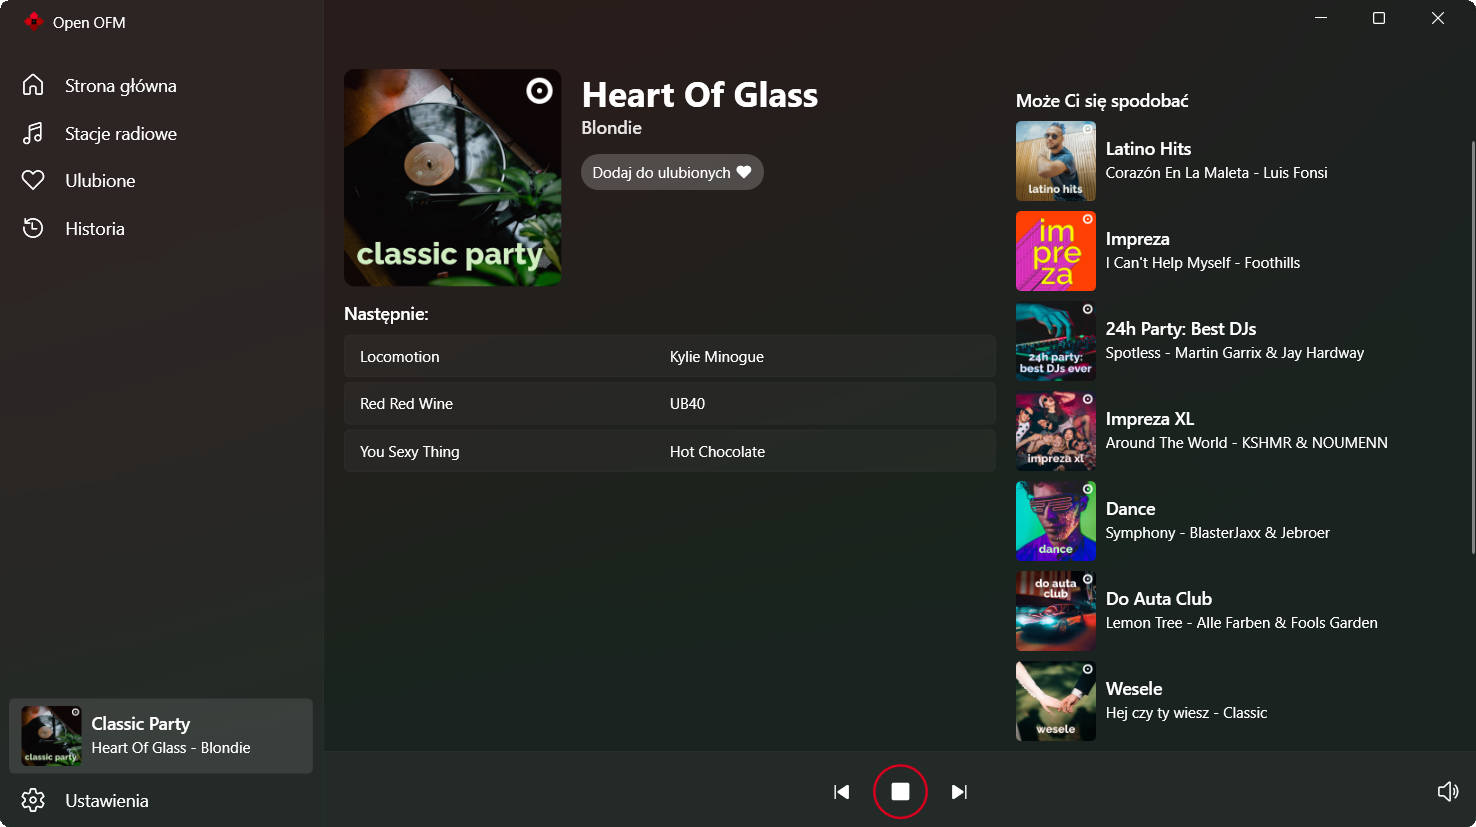 Open OFM
Strona główna
Stacje radiowe
Ulubione
Historia
classic party
Heart Of Glass
Blondie
Dodaj do ulubionych
Następnie:
Locomotion Kylie Minogue
Red Red Wine UB40
You Sexy Thing Hot Chocolate
Może Ci się spodobać
latino hits
Latino Hits
Corazón En La Maleta - Luis Fonsi
im
pre
za
Impreza
I Can't Help Myself - Foothills
24h party:
best DJs ever
24h Party: Best DJs
Spotless - Martin Garrix & Jay Hardway
impreza xl
Impreza XL
Around The World - KSHMR & NOUMENN
dance
Dance
Symphony - BlasterJaxx & Jebroer
do auta
club
Do Auta Club
Lemon Tree - Alle Farben & Fools Garden
wesele
Wesele
Hej czy ty wiesz - Classic
classic party
Classic Party
Heart Of Glass - Blondie
Ustawienia